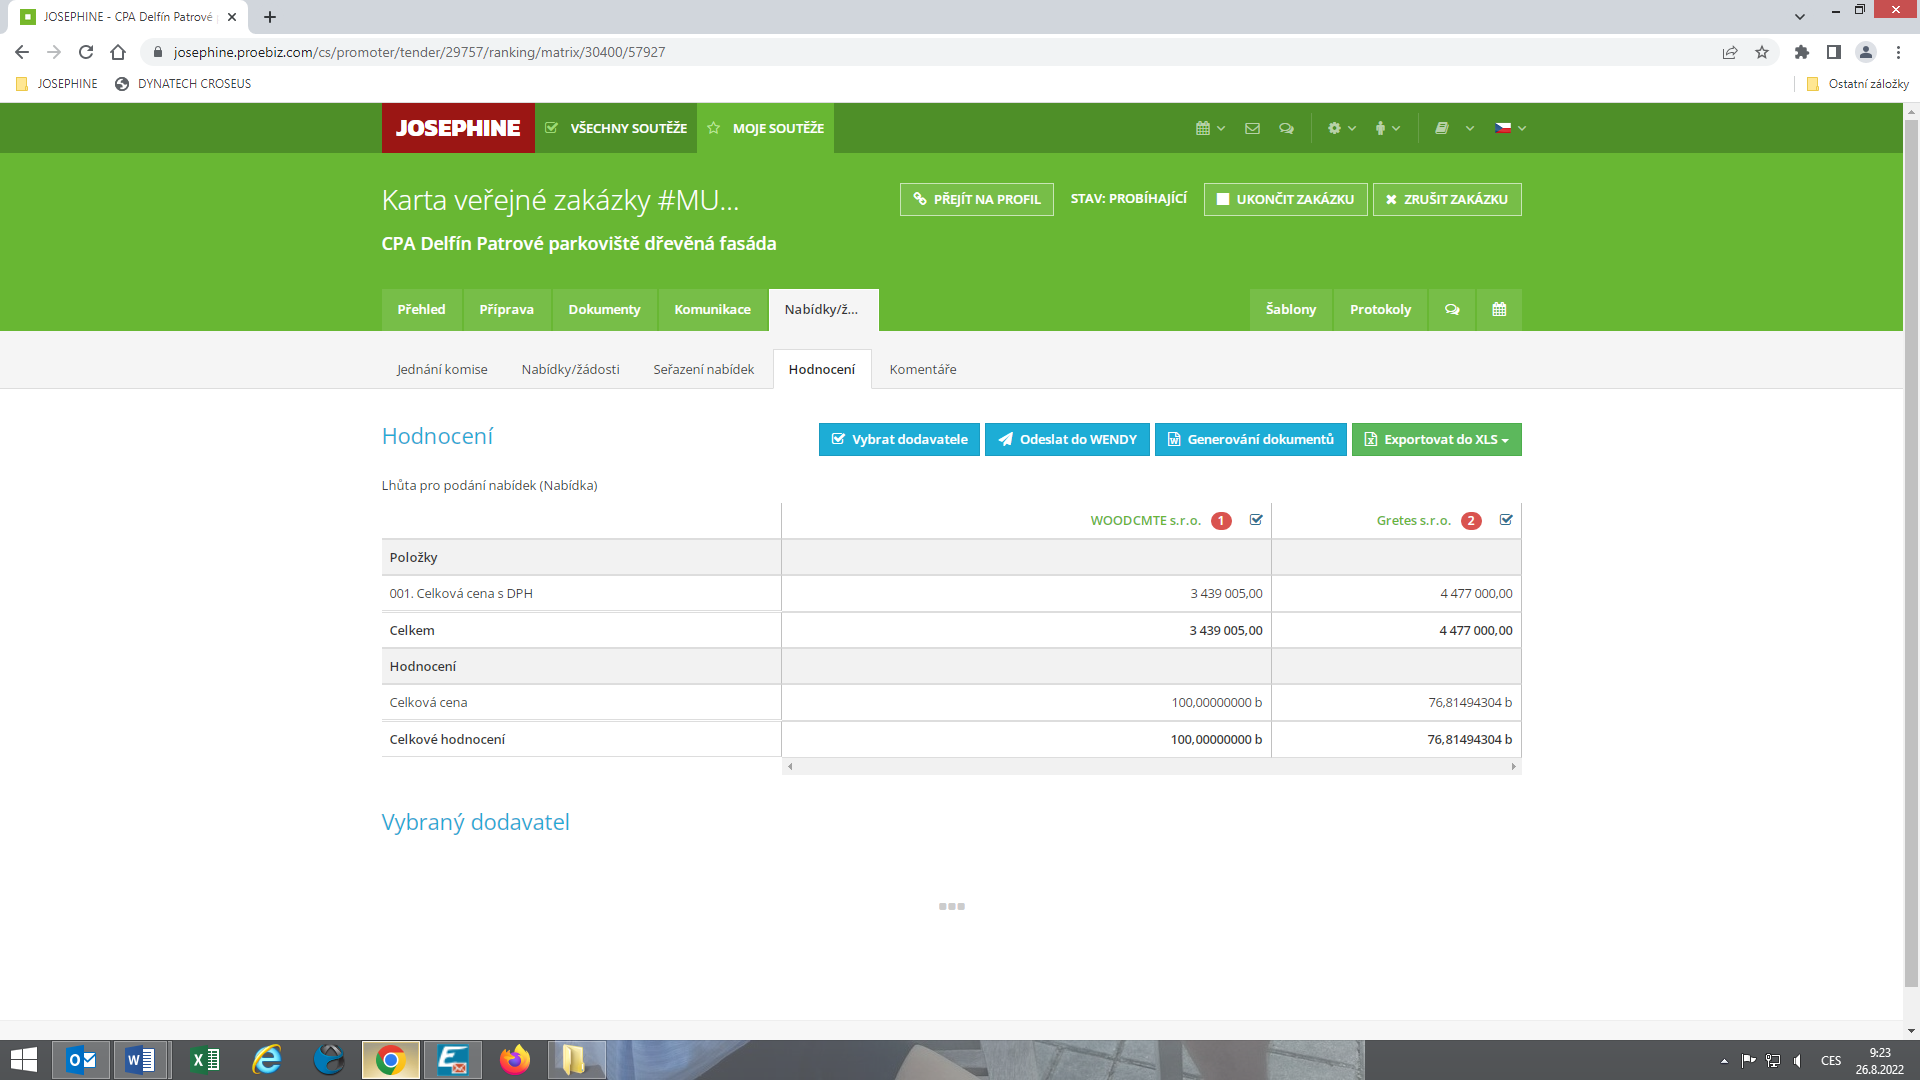 JOSEPHINE - CPA Delfín Patrové
josephine.proebiz.com/cs/promoter/tender/29757/ranking/matrix/30400/57927
JOSEPHINE DYNATECH CROSEUS Ostatní záložky
JOSEPHINE VŠECHNY SOUTĚŽE MOJE SOUTĚŽE
Karta veřejné zakázky #MU... PŘEJÍT NA PROFIL STAV: PROBÍHAJÍCÍ UKONČIT ZAKÁZKU ZRUŠIT ZAKÁZKU
CPA Delfín Patrové parkoviště dřevěná fasáda
Přehled Příprava Dokumenty Komunikace Nabídky/ž... Šablony Protokoly
Jednání komise Nabídky/žádosti Seřazení nabídek Hodnocení Komentáře
Hodnocení Vybrat dodavatele Odeslat do WENDY Generování dokumentů Exportovat do XLS
Lhůta pro podání nabídek (Nabídka)
WOODCMTE s.r.o. 1 Gretes s.r.o. 2
Položky
001. Celková cena s DPH 3 439 005,00 4 477 000,00
Celkem 3 439 005,00 4 477 000,00
Hodnocení
Celková cena 100,00000000 b 76,81494304 b
Celkové hodnocení 100,00000000 b 76,81494304 b
Vybraný dodavatel
CES 9:23
26.8.2022